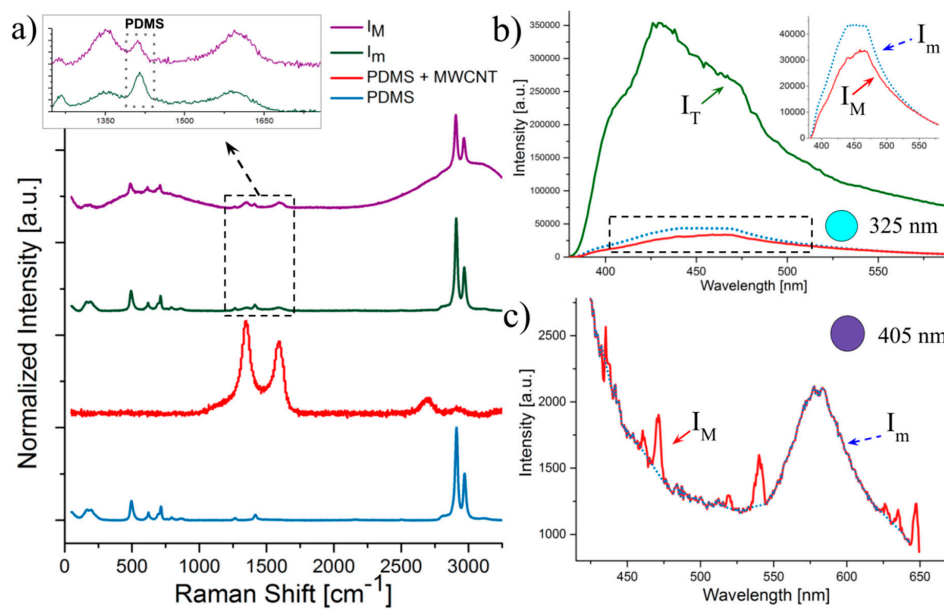 a)
PDMS
1350
1500
1650
I_M
I_m
PDMS + MWCNT
PDMS
Normalized Intensity [a.u.]
0
500
1000
1500
2000
2500
3000
Raman Shift [cm⁻¹]
b)
350000
300000
250000
200000
150000
100000
50000
0
Intensity [a.u.]
I_T
40000
30000
20000
10000
0
400
450
500
550
Intensity [a.u.]
Wavelength [nm]
I_m
I_M
325 nm
400
450
500
550
Wavelength [nm]
c)
405 nm
2500
2000
1500
1000
Intensity [a.u.]
I_M
I_m
450
500
550
600
650
Wavelength [nm]